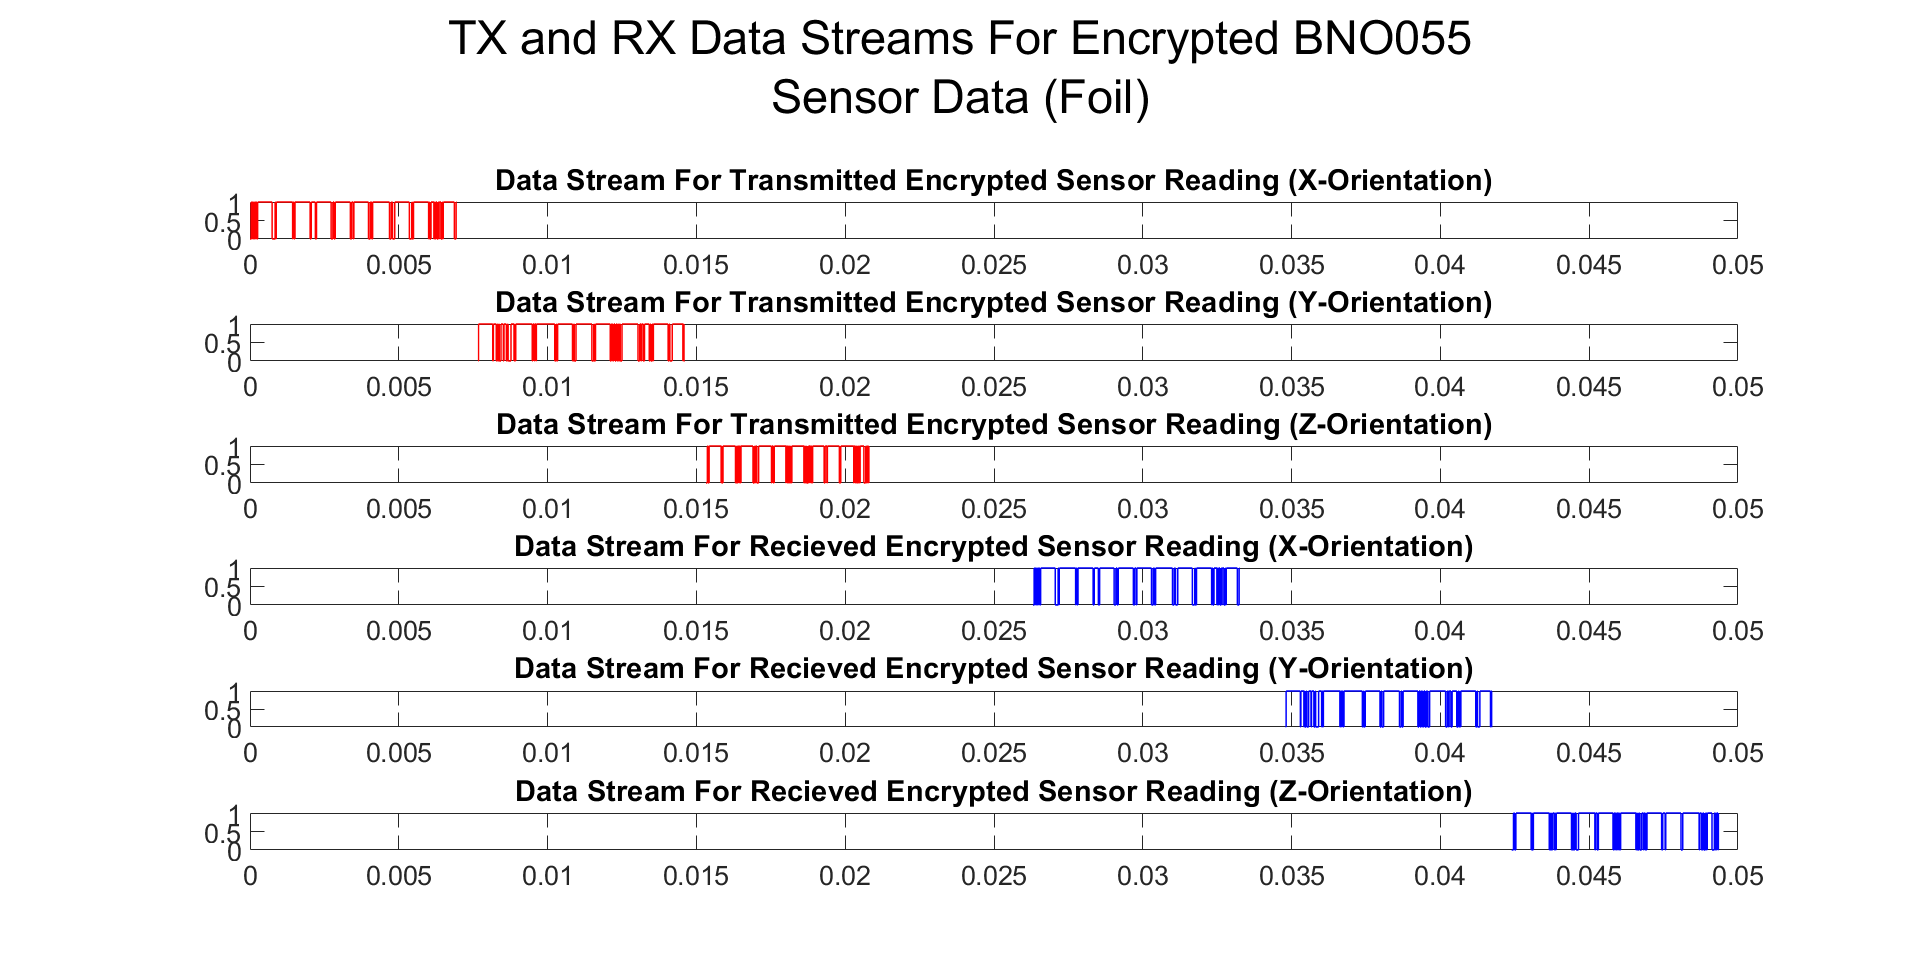 TX and RX Data Streams For Encrypted BNO055
Sensor Data (Foil)
Data Stream For Transmitted Encrypted Sensor Reading (X-Orientation)
1
0.5
0
0 0.005 0.01 0.015 0.02 0.025 0.03 0.035 0.04 0.045 0.05
Data Stream For Transmitted Encrypted Sensor Reading (Y-Orientation)
1
0.5
0
0 0.005 0.01 0.015 0.02 0.025 0.03 0.035 0.04 0.045 0.05
Data Stream For Transmitted Encrypted Sensor Reading (Z-Orientation)
1
0.5
0
0 0.005 0.01 0.015 0.02 0.025 0.03 0.035 0.04 0.045 0.05
Data Stream For Recieved Encrypted Sensor Reading (X-Orientation)
1
0.5
0
0 0.005 0.01 0.015 0.02 0.025 0.03 0.035 0.04 0.045 0.05
Data Stream For Recieved Encrypted Sensor Reading (Y-Orientation)
1
0.5
0
0 0.005 0.01 0.015 0.02 0.025 0.03 0.035 0.04 0.045 0.05
Data Stream For Recieved Encrypted Sensor Reading (Z-Orientation)
1
0.5
0
0 0.005 0.01 0.015 0.02 0.025 0.03 0.035 0.04 0.045 0.05